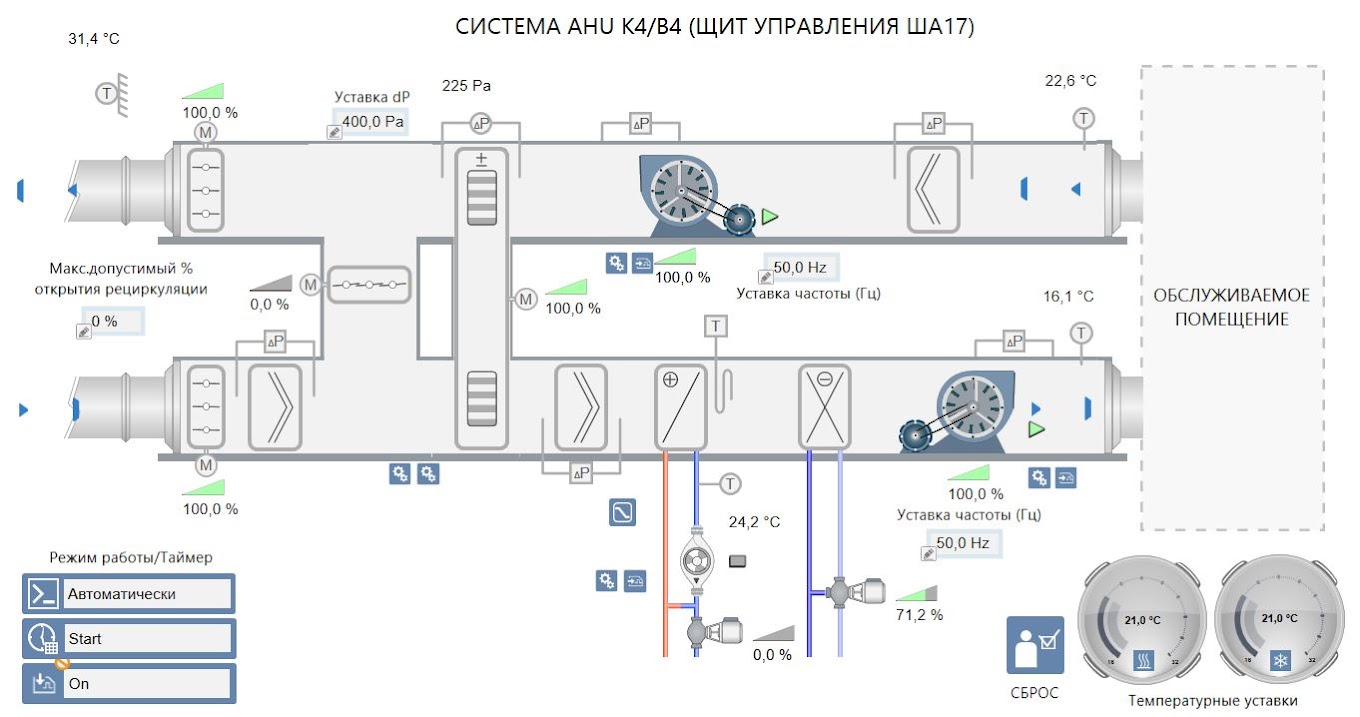 СИСТЕМА AHU K4/B4 (ЩИТ УПРАВЛЕНИЯ ША17)
31,4 °C
T
100,0 %
M
Уставка dP
400,0 Pa
225 Pa
ΔP
ΔP
ΔP
22,6 °C
T
Макс.допустимый %
открытия рециркуляции
0 %
0,0 %
M
M
100,0 %
100,0 %
50,0 Hz
Уставка частоты (Гц)
16,1 °C
T
ОБСЛУЖИВАЕМОЕ
ПОМЕЩЕНИЕ
ΔP
T
ΔP
M
100,0 %
ΔP
T
24,2 °C
100,0 %
Уставка частоты (Гц)
50,0 Hz
Режим работы/Таймер
Автоматически
Start
On
0,0 %
71,2 %
СБРОС
21,0 °C
16
32
21,0 °C
16
32
Температурные уставки